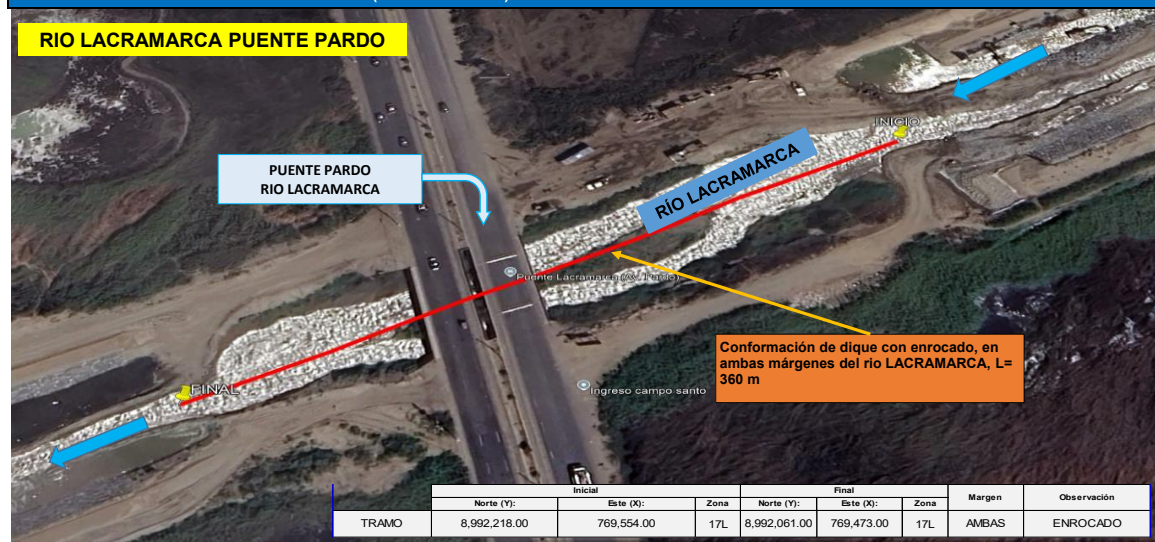 RIO LACRAMARCA PUENTE PARDO
INICIO
PUENTE PARDO
RIO LACRAMARCA
RÍO LACRAMARCA
Puente Lacramarca (Av. Pardo)
Conformación de dique con enrocado, en
ambas márgenes del rio LACRAMARCA, L=
360 m
FINAL
Ingreso campo santo
Inicial Final Margen Observación
Norte (Y): Este (X): Zona Norte (Y): Este (X): Zona
TRAMO 8,992,218.00 769,554.00 17L 8,992,061.00 769,473.00 17L AMBAS ENROCADO